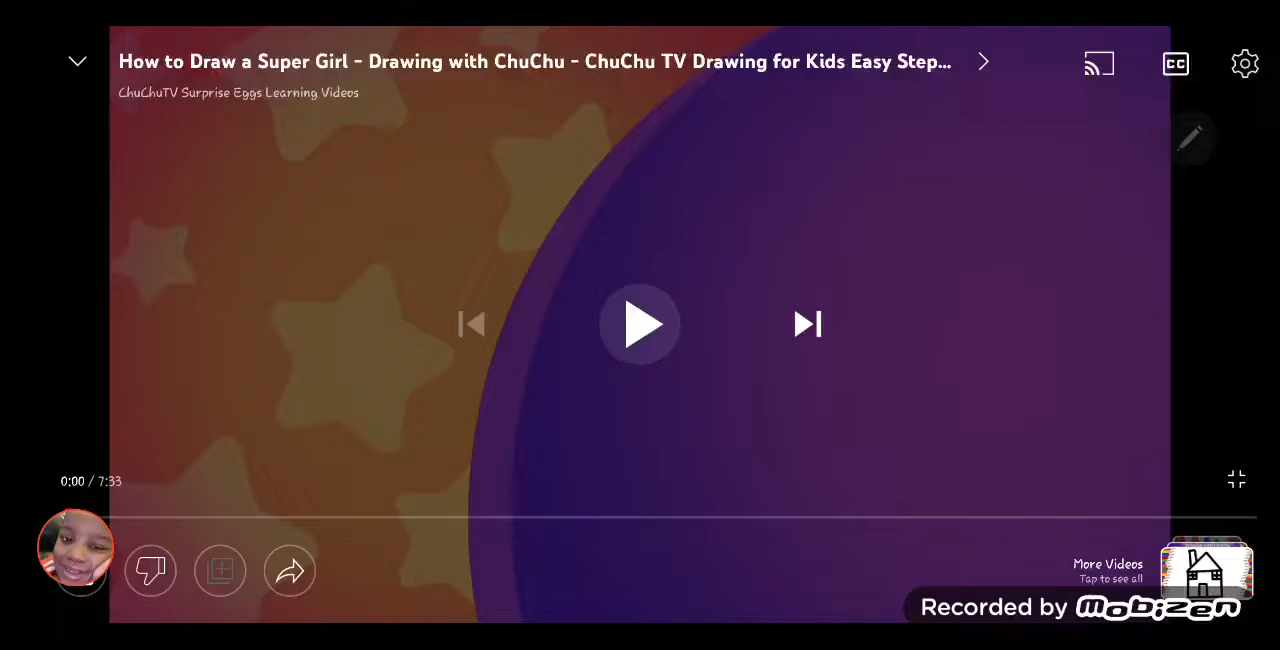 How to Draw a Super Girl - Drawing with ChuChu - ChuChu TV Drawing for Kids Easy Step...
CC
ChuChuTV Surprise Eggs Learning Videos
0:00 / 7:33
More Videos
Tap to see all
Recorded by Mobizen